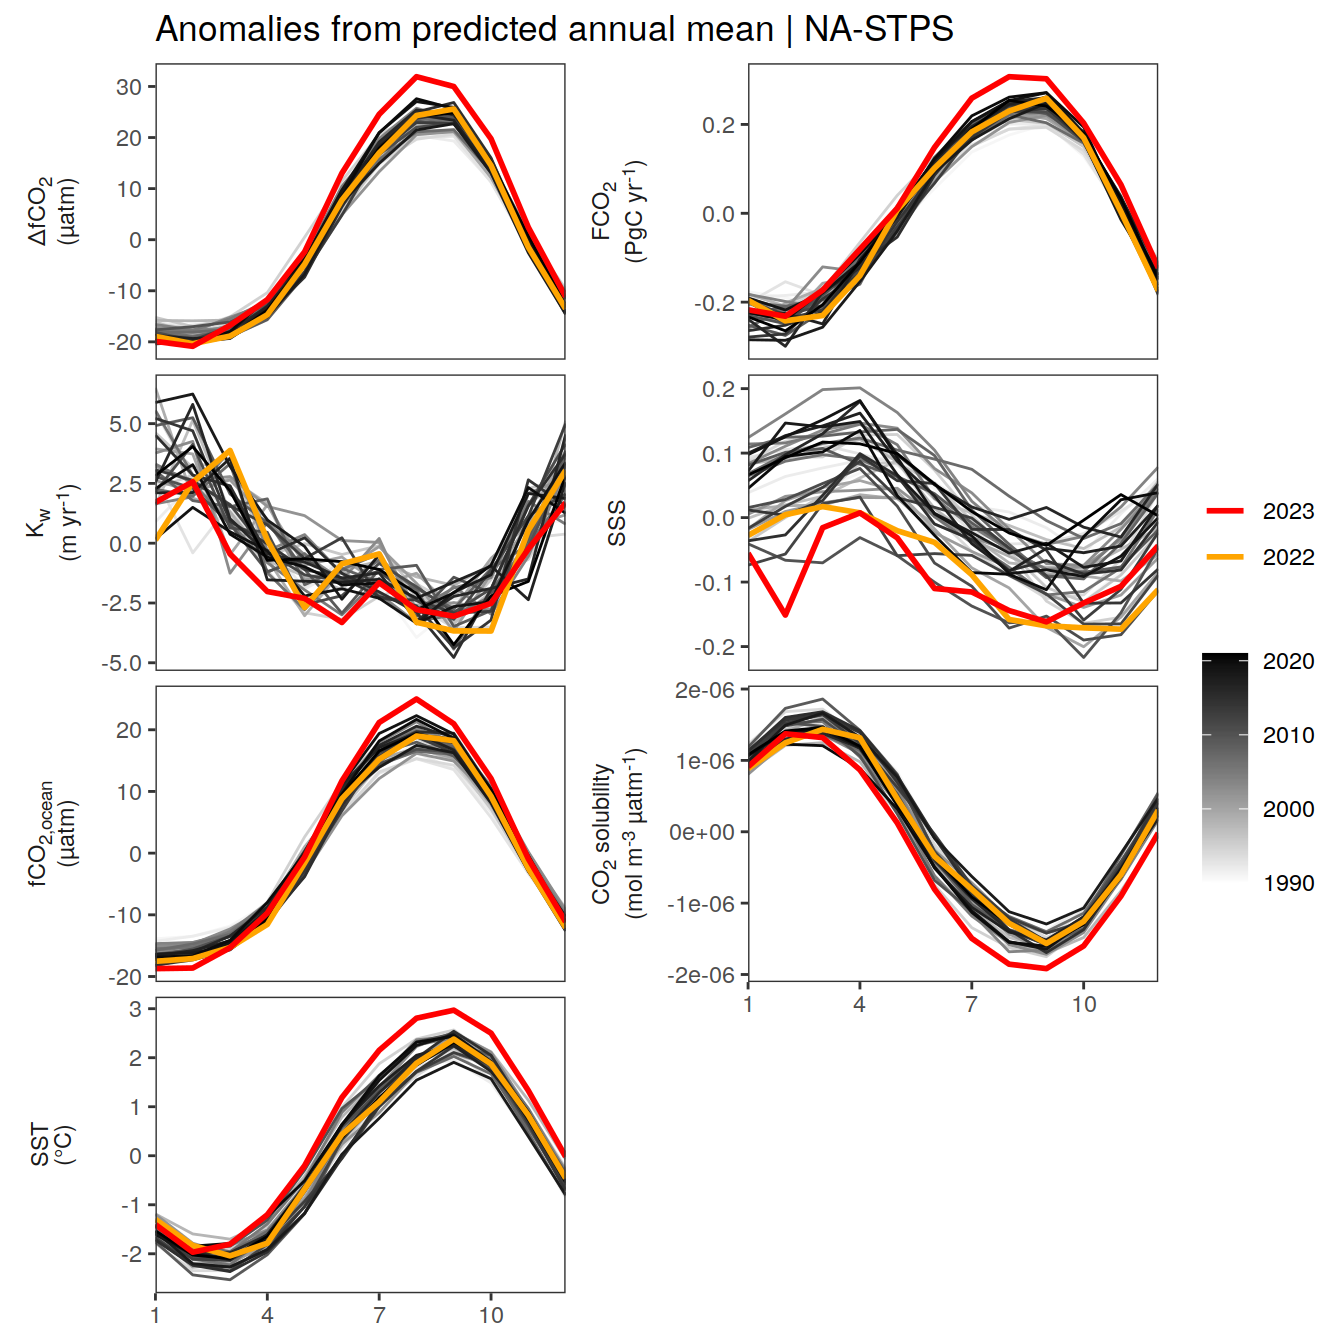 Anomalies from predicted annual mean | NA-STPS
ΔfCO2
(µatm)
30
20
10
0
-10
-20
FCO2
(PgC yr-1)
0.2
0.0
-0.2
Kw
(m yr-1)
5.0
2.5
0.0
-2.5
-5.0
SSS
0.2
0.1
0.0
-0.1
-0.2
fCO2,ocean
(µatm)
20
10
0
-10
-20
CO2 solubility
(mol m-3 µatm-1)
2e-06
1e-06
0e+00
-1e-06
-2e-06
1 4 7 10
SST
(°C)
3
2
1
0
-1
-2
1 4 7 10
2023
2022
2020
2010
2000
1990